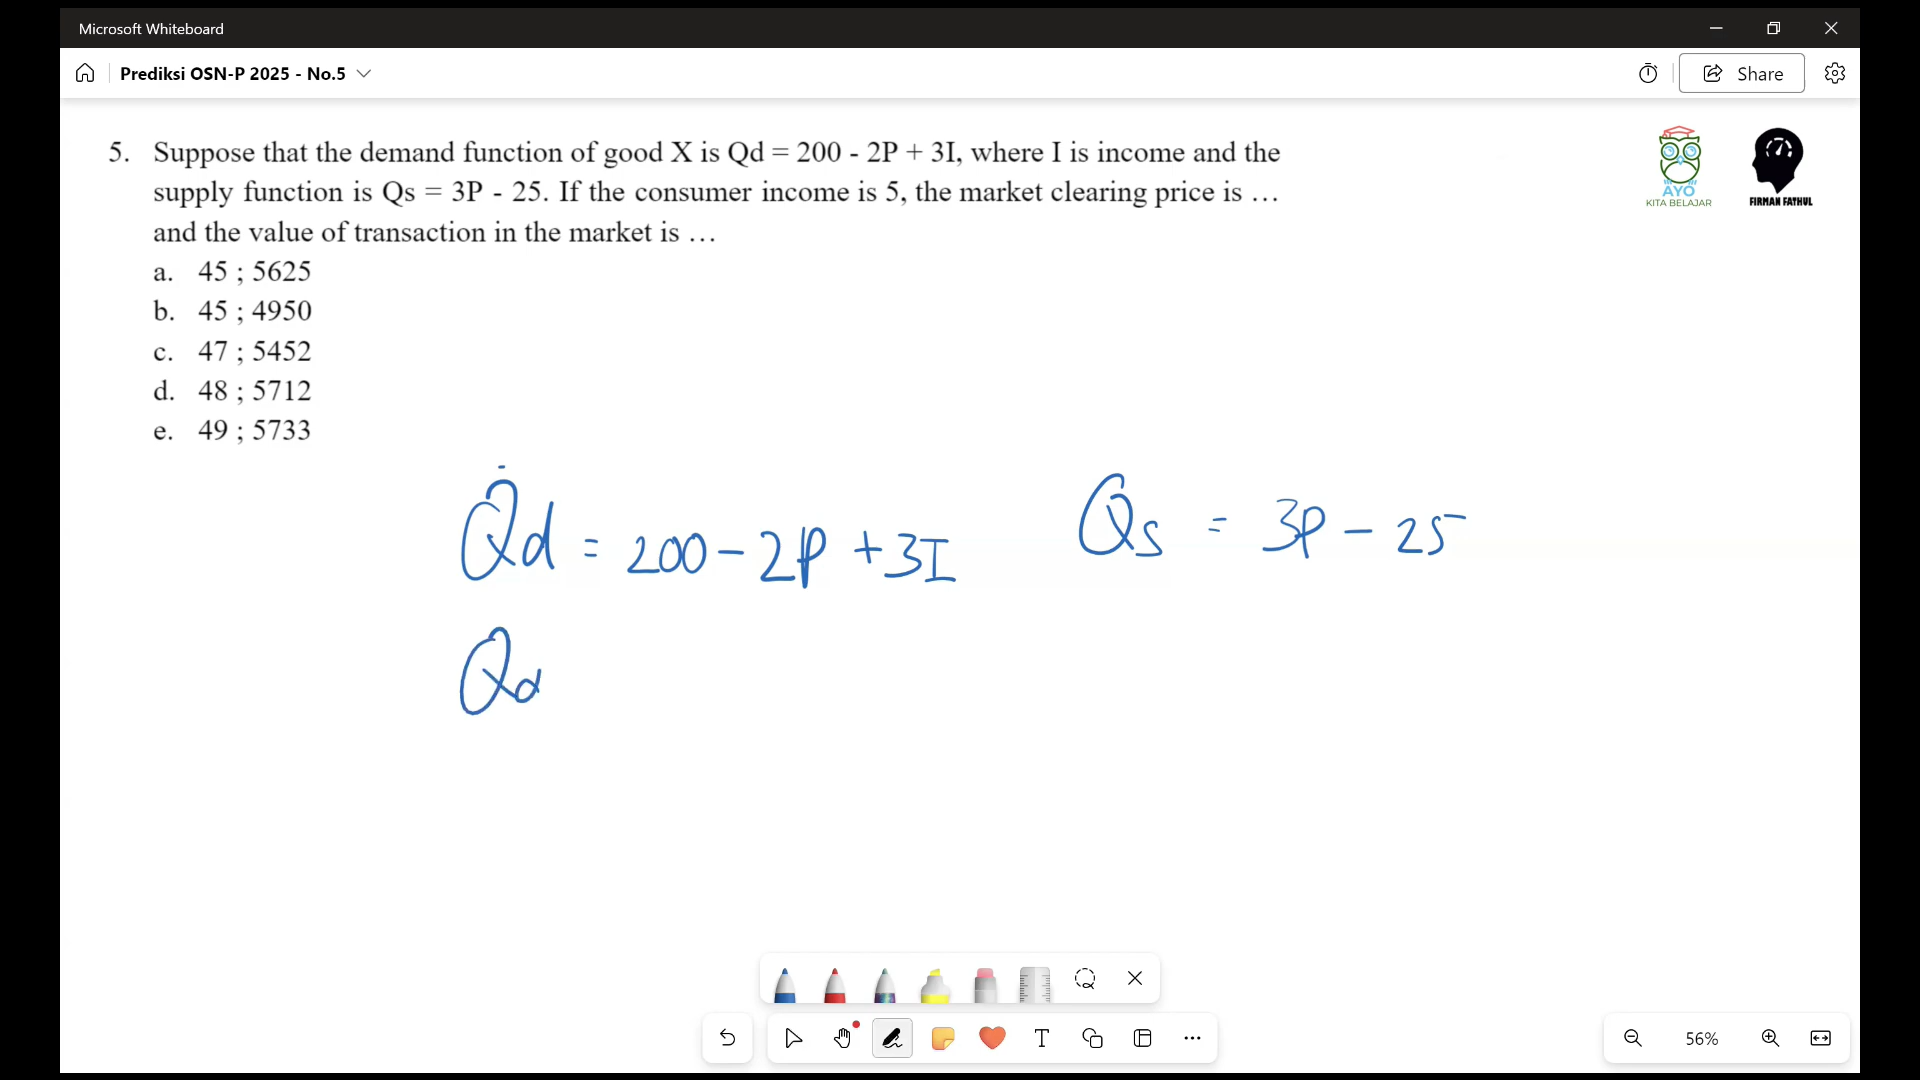 Microsoft Whiteboard
Prediksi OSN-P 2025 - No.5
Share
5. Suppose that the demand function of good X is Qd = 200 - 2P + 3I, where I is income and the
supply function is Qs = 3P - 25. If the consumer income is 5, the market clearing price is …
and the value of transaction in the market is …
a. 45 ; 5625
b. 45 ; 4950
c. 47 ; 5452
d. 48 ; 5712
e. 49 ; 5733
AYO
KITA BELAJAR
FIRMAN FATHUL
Qd = 200 - 2P + 3I
Qs = 3P - 25
Qd
56%